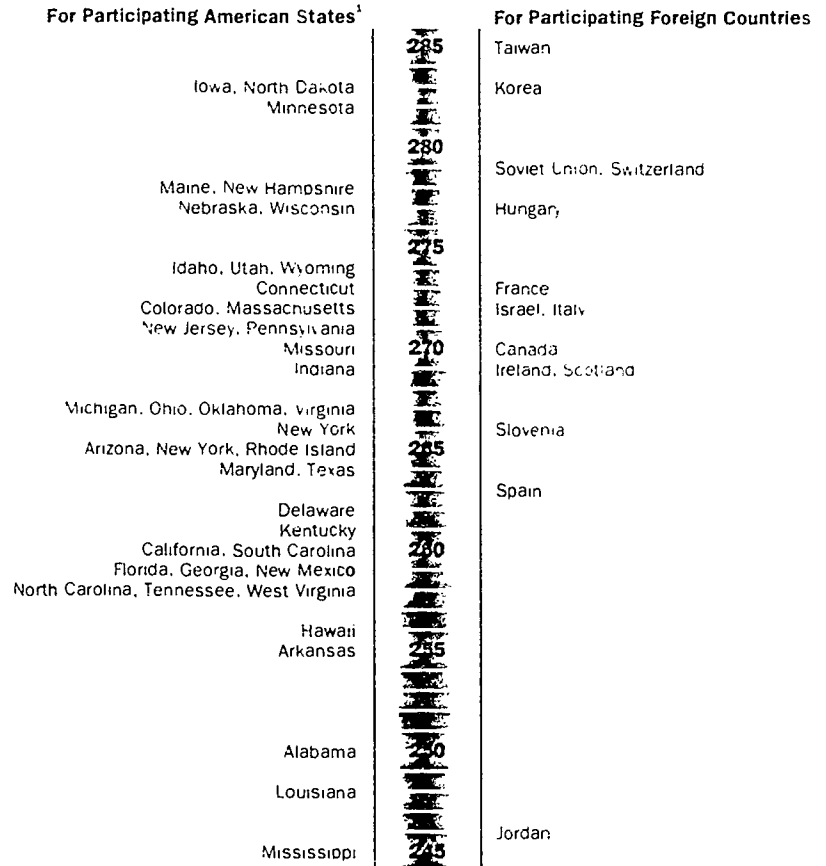 For Participating American States¹
For Participating Foreign Countries
285
Taiwan
Iowa, North Dakota
Korea
Minnesota
280
Soviet Union, Switzerland
Maine, New Hampshire
Nebraska, Wisconsin
Hungary
275
Idaho, Utah, Wyoming
Connecticut
France
Colorado, Massachusetts
Israel, Italy
New Jersey, Pennsylvania
Missouri
270
Canada
Indiana
Ireland, Scotland
Michigan, Ohio, Oklahoma, Virginia
New York
Slovenia
Arizona, New York, Rhode Island
265
Maryland, Texas
Spain
Delaware
Kentucky
California, South Carolina
260
Florida, Georgia, New Mexico
North Carolina, Tennessee, West Virginia
Hawaii
Arkansas
255
Alabama
250
Louisiana
Jordan
Mississippi
245